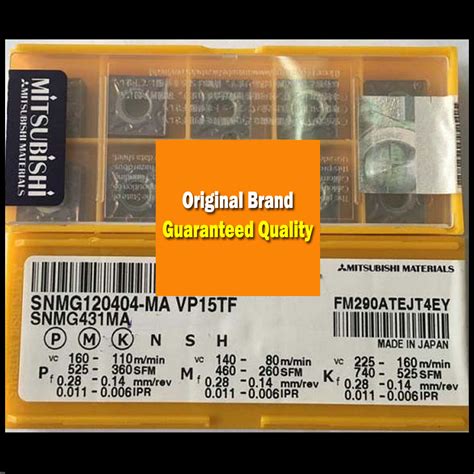 MITSUBISHI
MITSUBISHI MATERIALS
Original Brand
Guaranteed Quality
MITSUBISHI MATERIALS
SNMG120404-MA VP15TF
SNMG431MA
FM290ATEJT4EY
MADE IN JAPAN
P M K N S H
P vc 160 - 110m/min
525 - 360SFM
f 0.28 - 0.14 mm/rev
0.011 - 0.006IPR
M vc 140 - 80m/min
460 - 260SFM
f 0.28 - 0.14 mm/rev
0.011 - 0.006IPR
K vc 225 - 160m/min
740 - 525SFM
f 0.28 - 0.14 mm/rev
0.011 - 0.006IPR